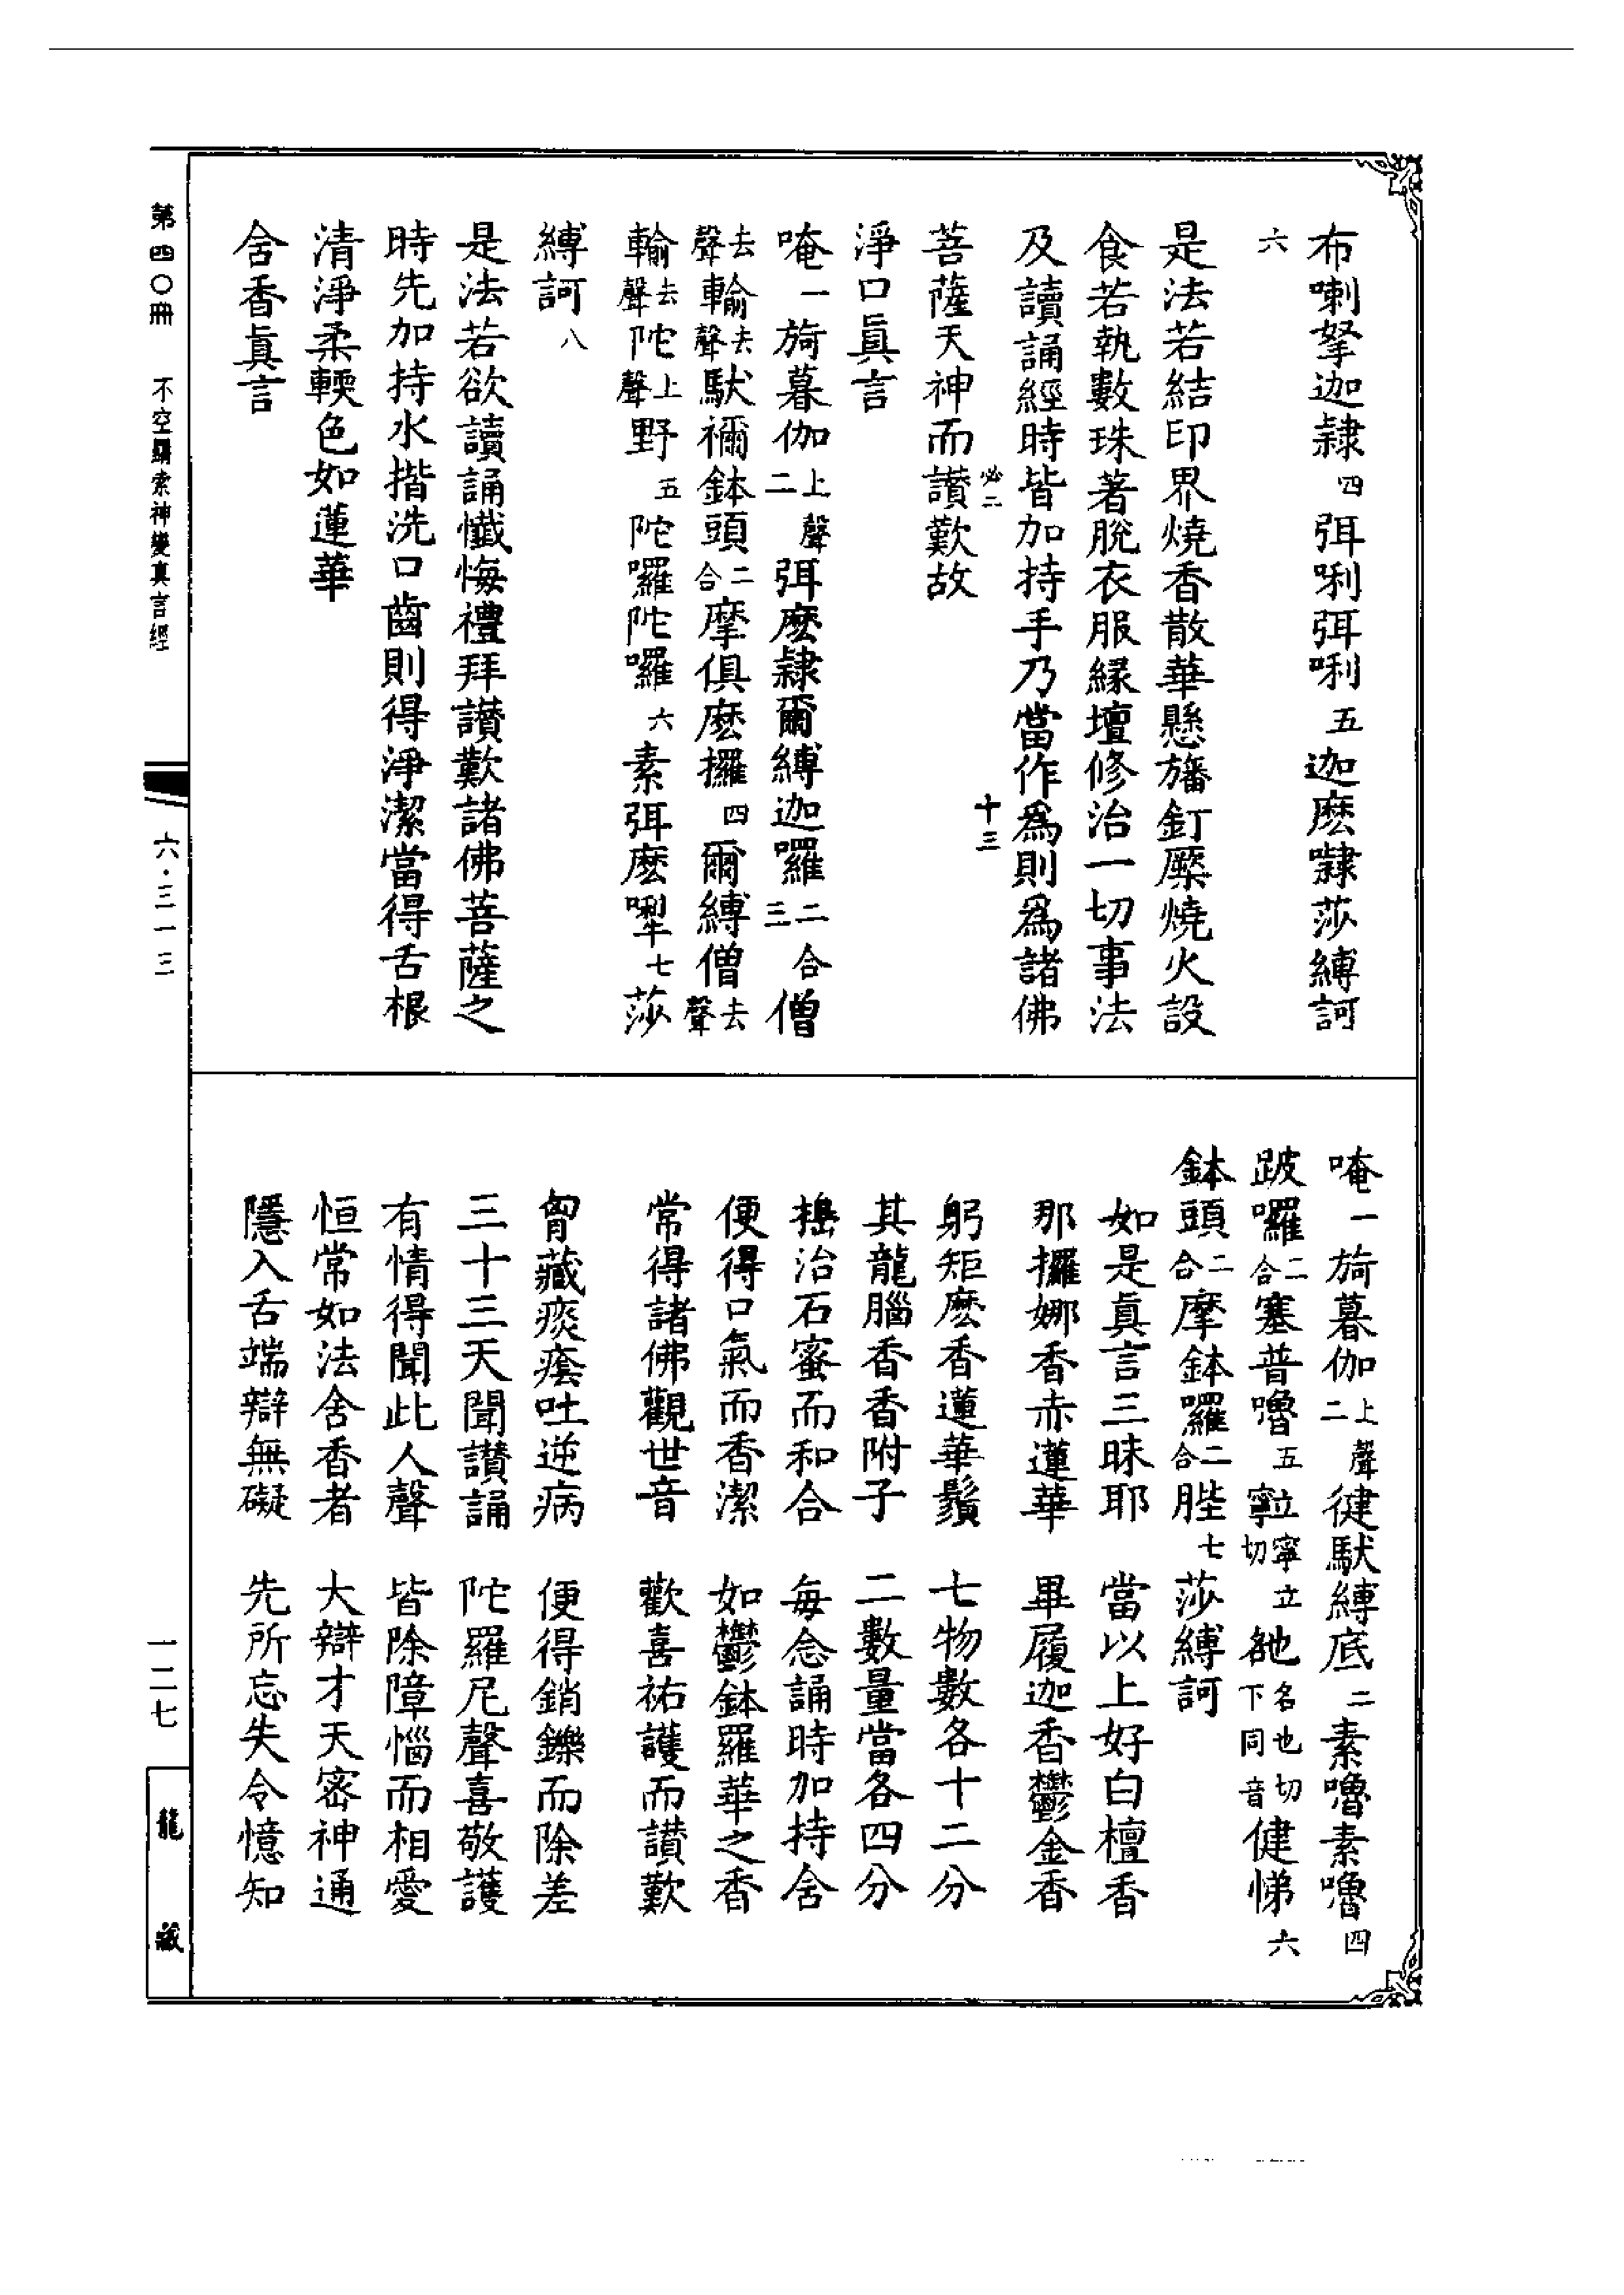 布喇拏迦隸四弭唎弭唎五迦麽㘑莎縛訶
六
是法若結印界燒香散華懸旛釘橛燒火設
食若執數珠著脫衣服緣壇修治一切事法
及讀誦經時皆加持手乃當作爲則爲諸佛
必二 十三
菩薩天神而讃歎故
淨口眞言
唵一旖暮伽上聲二弭麽隸爾縛迦囉二合三僧
去聲輸去聲馱禰鉢頭二合摩俱麽攞四爾縛僧去聲
輸去聲陀上聲野五陀囉陀囉六素弭麽㘑七莎
縛訶八
是法若欲讀誦懺悔禮拜讃歎諸佛菩薩之
時先加持水揩洗口齒則得淨潔當得舌根
清淨柔輭色如蓮華
含香眞言
唵一旖暮伽上聲二健馱縛底二素嚕素嚕四
跛囉二合塞普嚕五寧立寧立切𦚾名也切下同音健悌六
鉢頭二合摩鉢囉二合陛七莎縛訶
如是眞言三昧耶 當以上好白檀香
那攞娜香赤蓮華 畢履迦香鬱金香
躬矩麽香蓮華鬚 七物數各十二分
其龍腦香香附子 二數量當各四分
擣治石蜜而和合 每念誦時加持含
便得口氣而香潔 如鬱鉢羅華之香
常得諸佛觀世音 歡喜祐護而讃歎
胷藏痰癊吐逆病 便得銷鑠而除差
三十三天聞讃誦 陀羅尼聲喜敬護
有情得聞此人聲 皆除障惱而相愛
恒常如法含香者 大辯才天密神通
隱入舌端辯無礙 先所忘失令憶知
第四〇冊 不空羂索神變真言經 六·三一三 一二七 龍藏